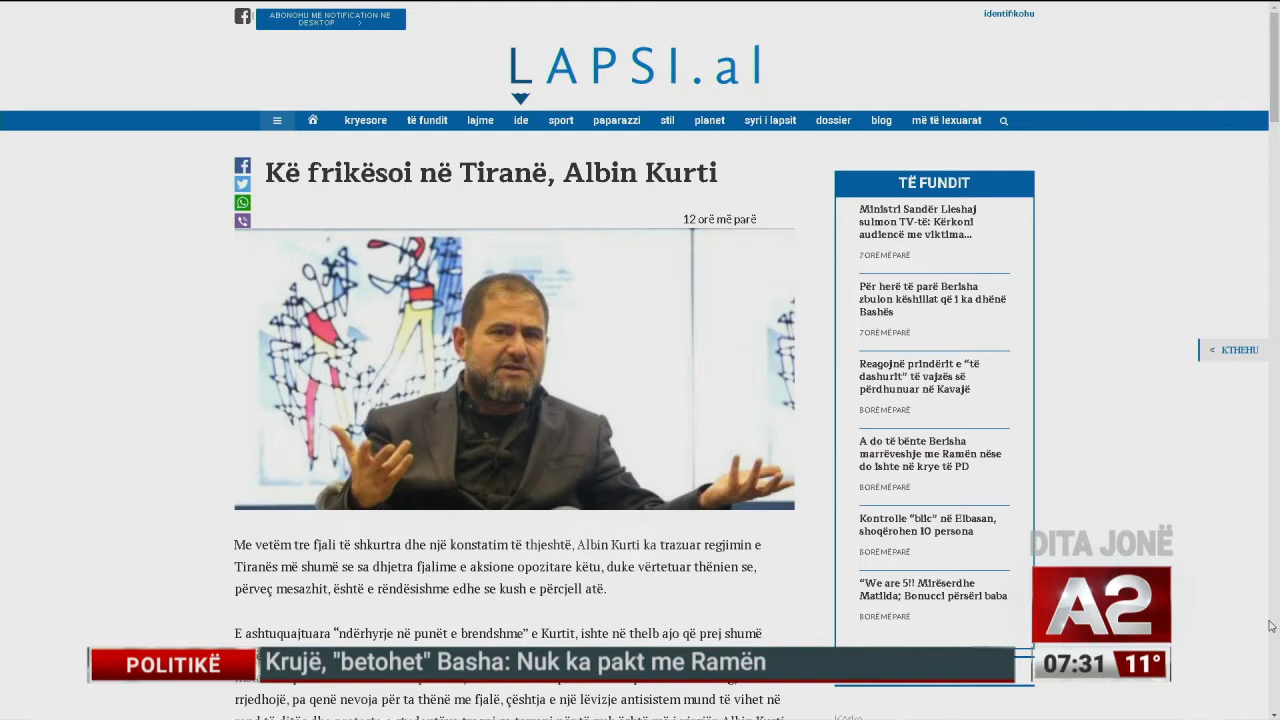 ABONOHU ME NOTIFICATION NE
DESKTOP >
identifikohu
LAPSI.al
kryesore të fundit lajme ide sport paparazzi stil planet syri i lapsit dossier blog më të lexuarat
Kë frikësoi në Tiranë, Albin Kurti
12 orë më parë
Me vetëm tre fjali të shkurtra dhe një konstatim të thjeshtë, Albin Kurti ka trazuar regjimin e
Tiranës më shumë se sa dhjetra fjalime e aksione opozitare këtu, duke vërtetuar thënien se,
përveç mesazhit, është e rëndësishme edhe se kush e përcjell atë.
E ashtuquajtuara “ndërhyrje në punët e brendshme” e Kurtit, ishte në thelb ajo që prej shumë
rrjedhojë, pa qenë nevoja për ta thënë me fjalë, çështja e një lëvizje antisistem mund të vihet në
TË FUNDIT
Ministri Sandër Lleshaj
sulmon TV-të: Kërkoni
audiencë me viktima...
7 ORË MË PARË
Për herë të parë Berisha
zbulon këshillat që i ka dhënë
Bashës
7 ORË MË PARË
Reagojnë prindërit e “të
dashurit” të vajzës së
përdhunuar në Kavajë
8 ORË MË PARË
A do të bënte Berisha
marrëveshje me Ramën nëse
do ishte në krye të PD
8 ORË MË PARË
Kontrolle “blic” në Elbasan,
shoqërohen 10 persona
8 ORË MË PARË
“We are 5!! Mirëserdhe
Matilda; Bonucci përsëri baba
8 ORË MË PARË
< KTHEHU
DITA JONË
A2
07:31 11°
POLITIKË
Krujë, "betohet" Basha: Nuk ka pakt me Ramën